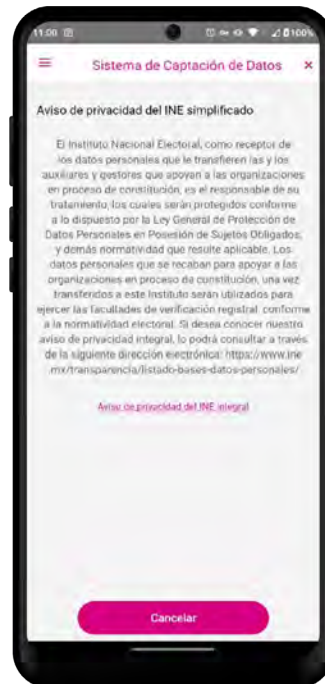 11:00
100%
Sistema de Captación de Datos ×
Aviso de privacidad del INE simplificado
El Instituto Nacional Electoral, como receptor de
los datos personales que le transfieren las y los
auxiliares y gestores que apoyan a las organizaciones
en proceso de constitución, es el responsable de su
tratamiento, los cuales serán protegidos conforme
a lo dispuesto por la Ley General de Protección de
Datos Personales en Posesión de Sujetos Obligados,
y demás normatividad que resulte aplicable. Los
datos personales que se recaban para apoyar a las
organizaciones en proceso de constitución, una vez
transferidos a este Instituto serán utilizados para
ejercer las facultades de verificación registral, conforme
a la normatividad electoral. Si desea conocer nuestro
aviso de privacidad integral, lo podrá consultar a través
de la siguiente dirección electrónica: https://www.ine.
mx/transparencia/listado-bases-datos-personales/
Aviso de privacidad del INE integral
Cancelar